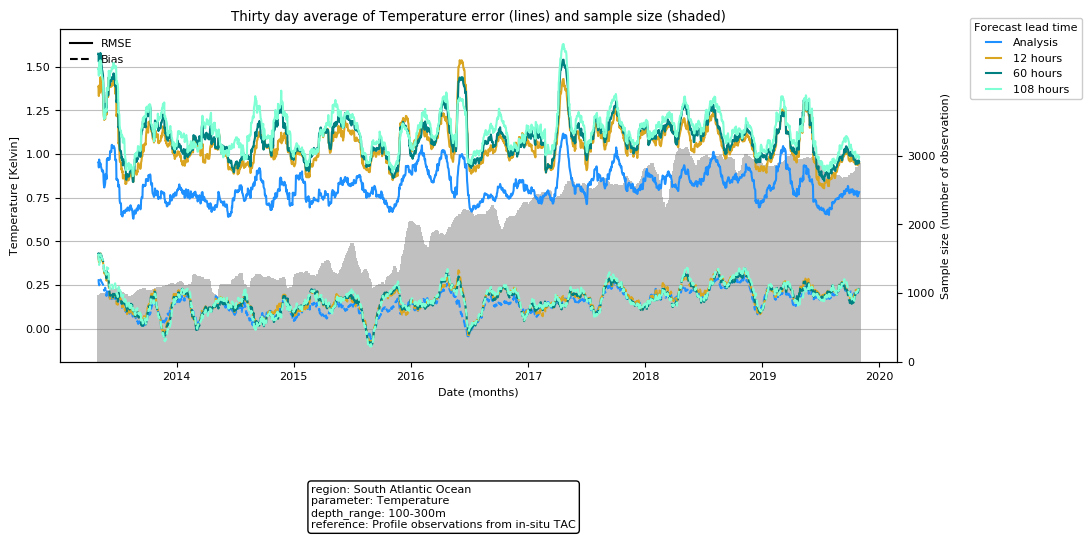 Thirty day average of Temperature error (lines) and sample size (shaded)
Forecast lead time
Analysis
12 hours
60 hours
108 hours
RMSE
Bias
Temperature [Kelvin]
1.50
1.25
1.00
0.75
0.50
0.25
0.00
Sample size (number of observation)
3000
2000
1000
0
2014
2015
2016
2017
2018
2019
2020
Date (months)
region: South Atlantic Ocean
parameter: Temperature
depth_range: 100-300m
reference: Profile observations from in-situ TAC